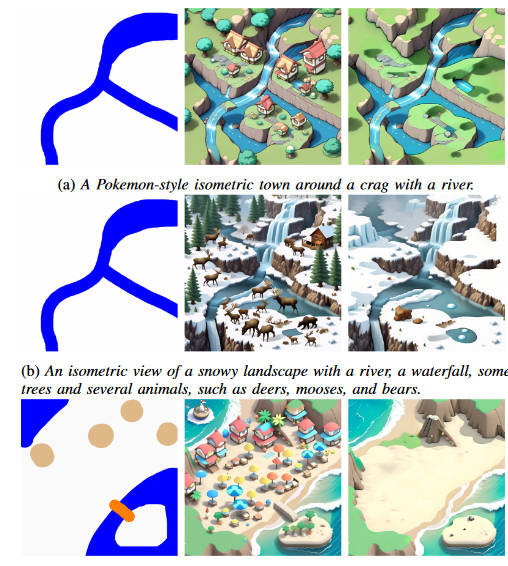 (a) A Pokemon-style isometric town around a crag with a river.
(b) An isometric view of a snowy landscape with a river, a waterfall, some
trees and several animals, such as deers, mooses, and bears.